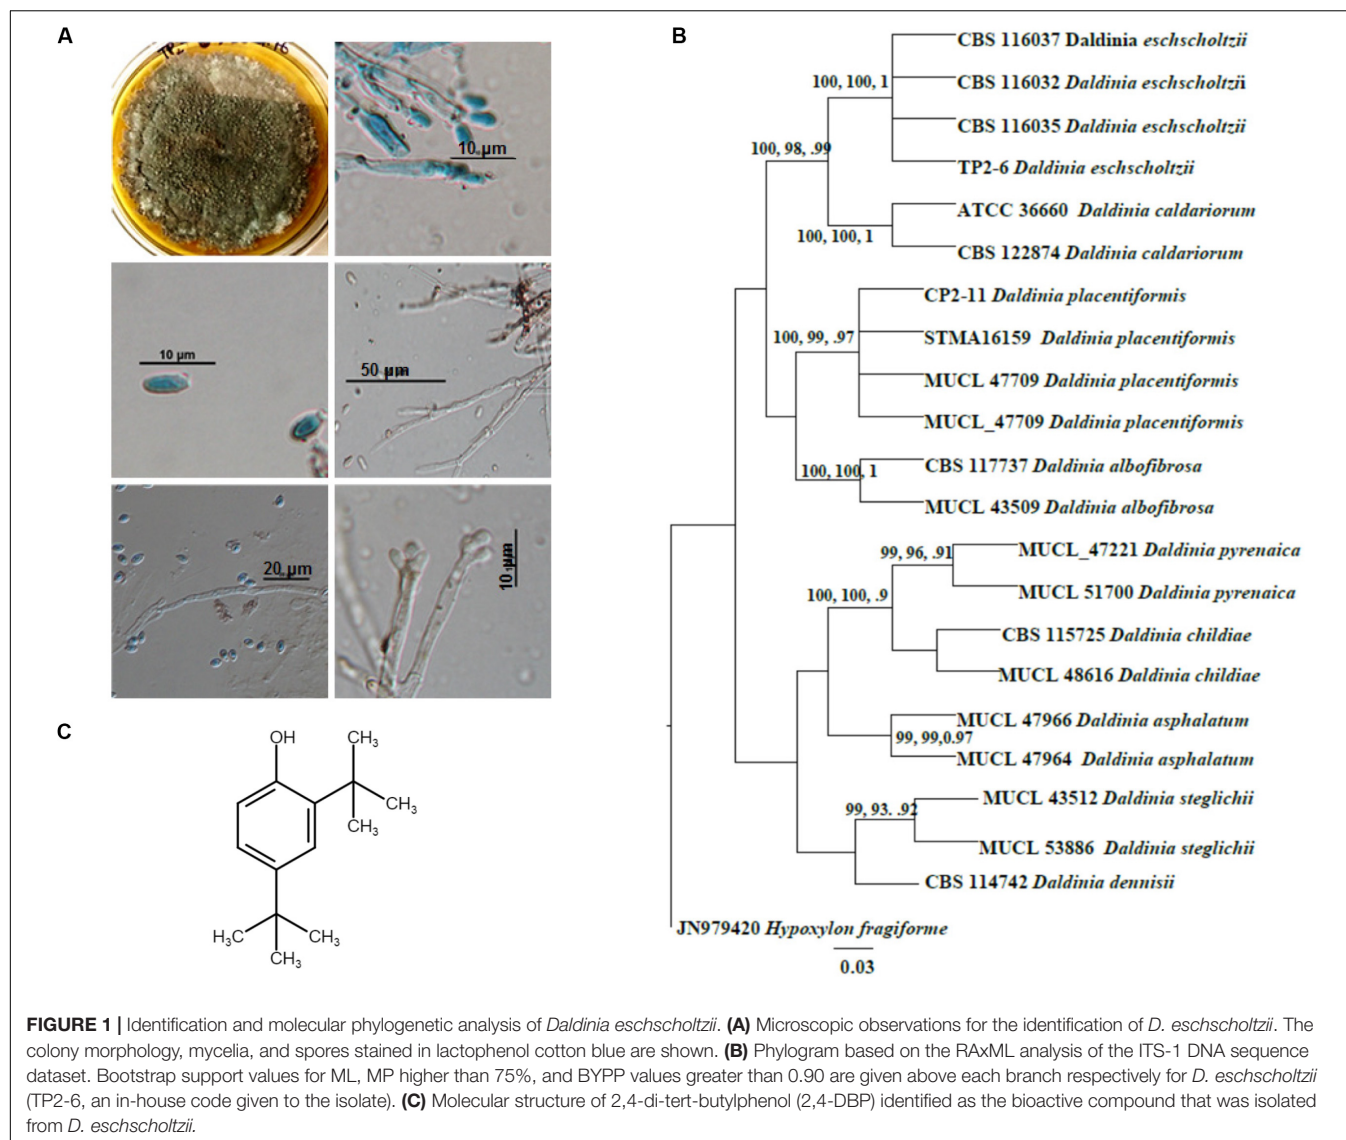 A
10 µm
10 µm
50 µm
20 µm
10 µm
B
CBS 116037 Daldinia eschscholtzii
CBS 116032 Daldinia eschscholtzii
100, 100, 1
CBS 116035 Daldinia eschscholtzii
100, 98, .99
TP2-6 Daldinia eschscholtzii
ATCC 36660 Daldinia caldariorum
100, 100, 1
CBS 122874 Daldinia caldariorum
CP2-11 Daldinia placentiformis
100, 99, .97
STMA16159 Daldinia placentiformis
MUCL 47709 Daldinia placentiformis
MUCL_47709 Daldinia placentiformis
CBS 117737 Daldinia albofibrosa
100, 100, 1
MUCL 43509 Daldinia albofibrosa
99, 96, .91
MUCL_47221 Daldinia pyrenaica
100, 100, .9
MUCL 51700 Daldinia pyrenaica
CBS 115725 Daldinia childiae
MUCL 48616 Daldinia childiae
MUCL 47966 Daldinia asphalatum
99, 99,0.97
MUCL 47964 Daldinia asphalatum
MUCL 43512 Daldinia steglichii
99, 93. .92
MUCL 53886 Daldinia steglichii
CBS 114742 Daldinia dennisii
JN979420 Hypoxylon fragiforme
0.03
C
OH
CH3
CH3
CH3
H3C
CH3
CH3
FIGURE 1 | Identification and molecular phylogenetic analysis of Daldinia eschscholtzii. (A) Microscopic observations for the identification of D. eschscholtzii. The
colony morphology, mycelia, and spores stained in lactophenol cotton blue are shown. (B) Phylogram based on the RAxML analysis of the ITS-1 DNA sequence
dataset. Bootstrap support values for ML, MP higher than 75%, and BYPP values greater than 0.90 are given above each branch respectively for D. eschscholtzii
(TP2-6, an in-house code given to the isolate). (C) Molecular structure of 2,4-di-tert-butylphenol (2,4-DBP) identified as the bioactive compound that was isolated
from D. eschscholtzii.